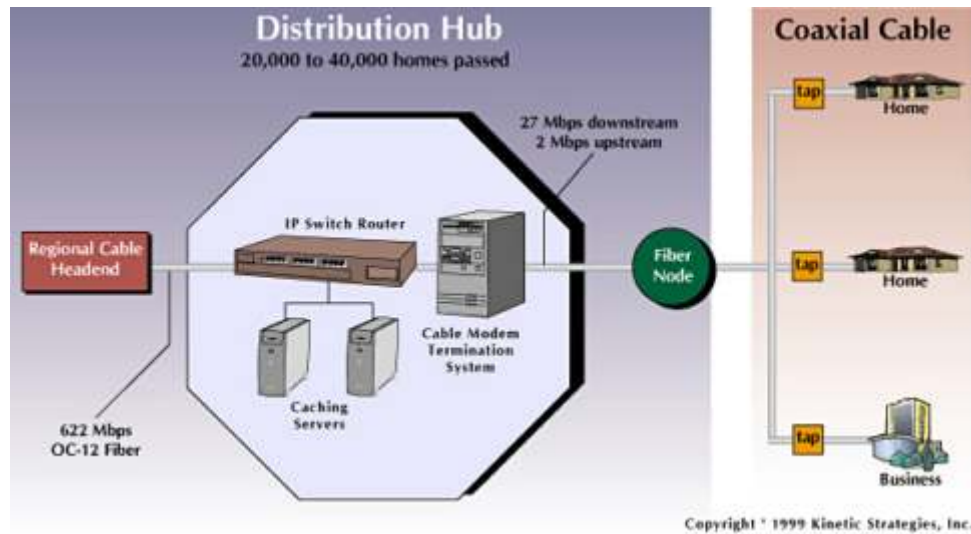 Distribution Hub
20,000 to 40,000 homes passed
Coaxial Cable
tap
Home
27 Mbps downstream
2 Mbps upstream
IP Switch Router
Regional Cable
Headend
Fiber
Node
tap
Home
Cable Modem
Termination
System
Caching
Servers
622 Mbps
OC-12 Fiber
tap
Business
Copyright * 1999 Kinetic Strategies, Inc.